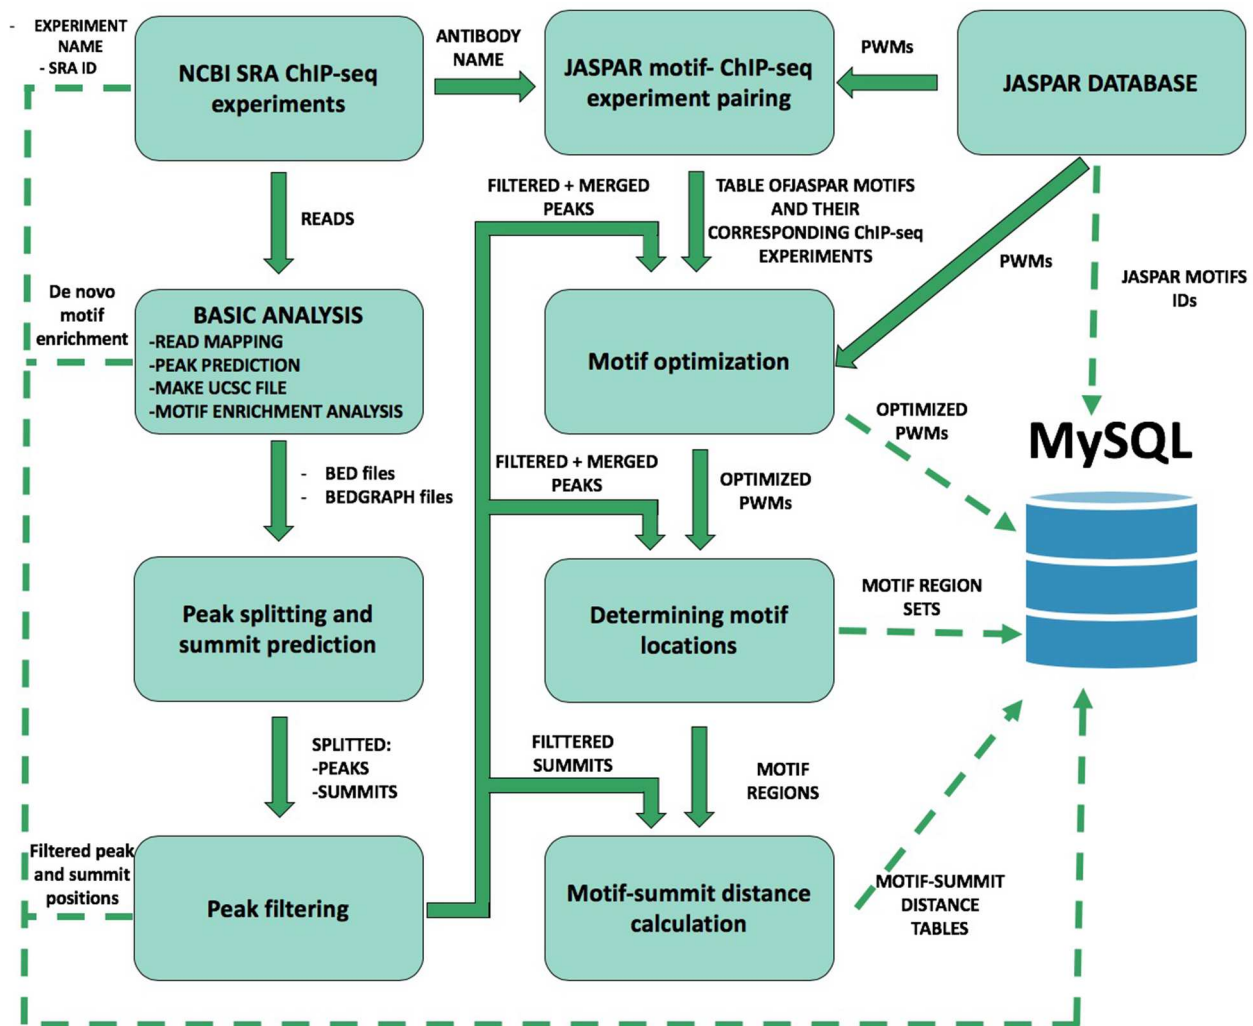 - EXPERIMENT
NAME
- SRA ID
NCBI SRA ChIP-seq
experiments
ANTIBODY
NAME
JASPAR motif- ChIP-seq
experiment pairing
PWMs
JASPAR DATABASE
READS
FILTERED + MERGED
PEAKS
TABLE OFJASPAR MOTIFS
AND THEIR
CORRESPONDING ChIP-seq
EXPERIMENTS
PWMs
JASPAR MOTIFS
IDs
De novo
motif
enrichment
BASIC ANALYSIS
-READ MAPPING
-PEAK PREDICTION
-MAKE UCSC FILE
-MOTIF ENRICHMENT ANALYSIS
Motif optimization
OPTIMIZED
PWMs
MySQL
- BED files
- BEDGRAPH files
FILTERED + MERGED
PEAKS
OPTIMIZED
PWMs
Peak splitting and
summit prediction
Determining motif
locations
MOTIF REGION
SETS
SPLITTED:
-PEAKS
-SUMMITS
FILTTERED
SUMMITS
MOTIF
REGIONS
Filtered peak
and summit
positions
Peak filtering
Motif-summit distance
calculation
MOTIF-SUMMIT
DISTANCE
TABLES